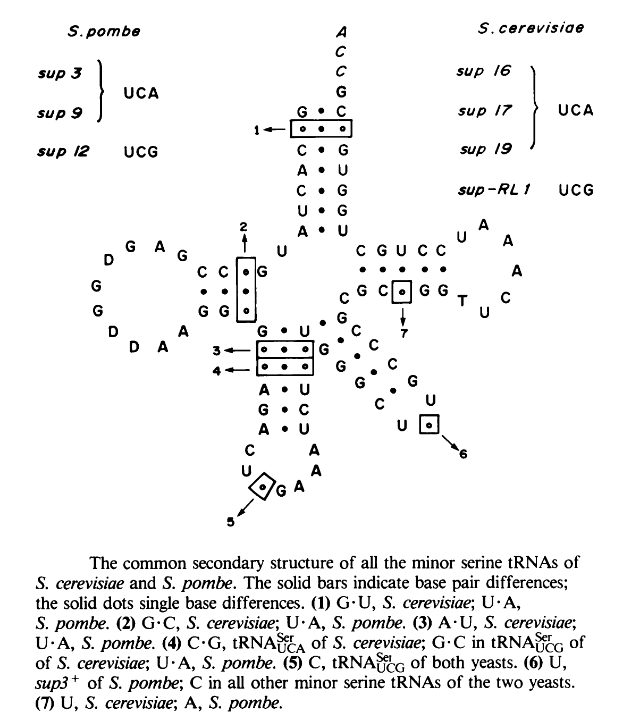 S. pombe A S. cerevisiae
C
sup 3 C sup 16
UCA G
sup 9 G • C sup 17 UCA
1
sup 12 UCG C • G sup 19
A • U
C • G sup-RL 1 UCG
U • G
A • U
2
U C G U C C U A A A C U T
D G A G C C G
G G D D D A A G G
C G C G G
7
G • U G C C C G U
3 G G G C U
4
6
A • U
G • C
A • U
C A
U A
G A
5
The common secondary structure of all the minor serine tRNAs of
S. cerevisiae and S. pombe. The solid bars indicate base pair differences;
the solid dots single base differences. (1) G·U, S. cerevisiae; U·A,
S. pombe. (2) G·C, S. cerevisiae; U·A, S. pombe. (3) A·U, S. cerevisiae;
U·A, S. pombe. (4) C·G, tRNA Ser UCA of S. cerevisiae; G·C in tRNA Ser UCG of
of S. cerevisiae; U·A, S. pombe. (5) C, tRNA Ser UCG of both yeasts. (6) U,
sup3+ of S. pombe; C in all other minor serine tRNAs of the two yeasts.
(7) U, S. cerevisiae; A, S. pombe.